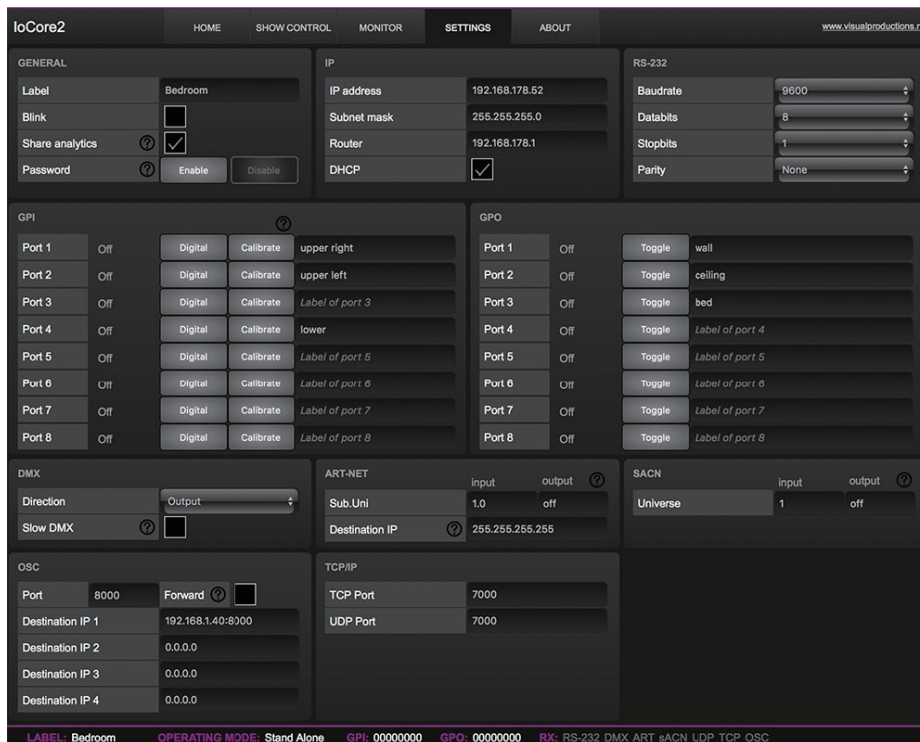 IoCore2 HOME SHOW CONTROL MONITOR SETTINGS ABOUT www.visualproductions.n
GENERAL
Label Bedroom
Blink
Share analytics ?
Password ? Enable Disable
IP
IP address 192.168.178.52
Subnet mask 255.255.255.0
Router 192.168.178.1
DHCP
RS-232
Baudrate 9600
Databits 8
Stopbits 1
Parity None
GPI ?
Port 1 Off Digital Calibrate upper right
Port 2 Off Digital Calibrate upper left
Port 3 Off Digital Calibrate Label of port 3
Port 4 Off Digital Calibrate lower
Port 5 Off Digital Calibrate Label of port 5
Port 6 Off Digital Calibrate Label of port 6
Port 7 Off Digital Calibrate Label of port 7
Port 8 Off Digital Calibrate Label of port 8
GPO
Port 1 Off Toggle wall
Port 2 Off Toggle ceiling
Port 3 Off Toggle bed
Port 4 Off Toggle Label of port 4
Port 5 Off Toggle Label of port 5
Port 6 Off Toggle Label of port 6
Port 7 Off Toggle Label of port 7
Port 8 Off Toggle Label of port 8
DMX
Direction Output
Slow DMX ?
ART-NET input output ?
Sub.Uni 1.0 off
Destination IP ? 255.255.255.255
SACN input output ?
Universe 1 off
OSC
Port 8000 Forward ?
Destination IP 1 192.168.1.40:8000
Destination IP 2 0.0.0.0
Destination IP 3 0.0.0.0
Destination IP 4 0.0.0.0
TCP/IP
TCP Port 7000
UDP Port 7000
LABEL: Bedroom OPERATING MODE: Stand Alone GPI: 00000000 GPO: 00000000 RX: RS-232 DMX ART sACN UDP TCP OSC